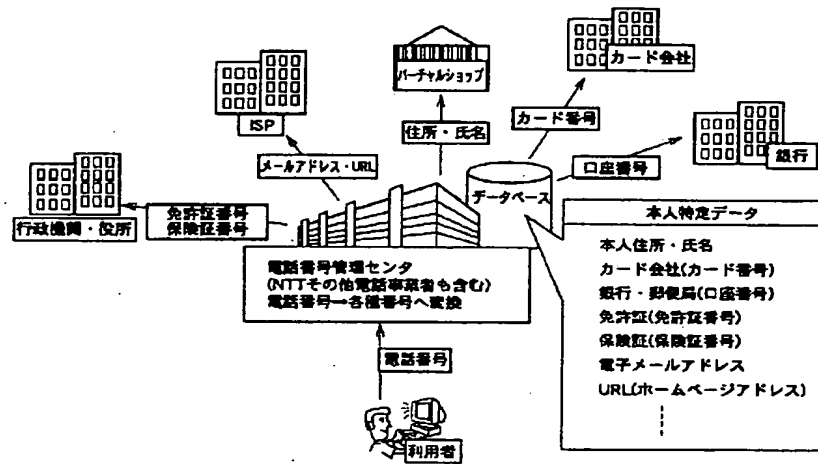 バーチャルショップ
カード会社
ISP
住所・氏名
カード番号
銀行
メールアドレス・URL
口座番号
データベース
行政機関・役所
免許証番号
保険証番号
電話番号管理センタ
(NTTその他電話事業者も含む)
電話番号→各種番号へ変換
電話番号
利用者
本人特定データ
本人住所・氏名
カード会社(カード番号)
銀行・郵便局(口座番号)
免許証(免許証番号)
保険証(保険証番号)
電子メールアドレス
URL(ホームページアドレス)